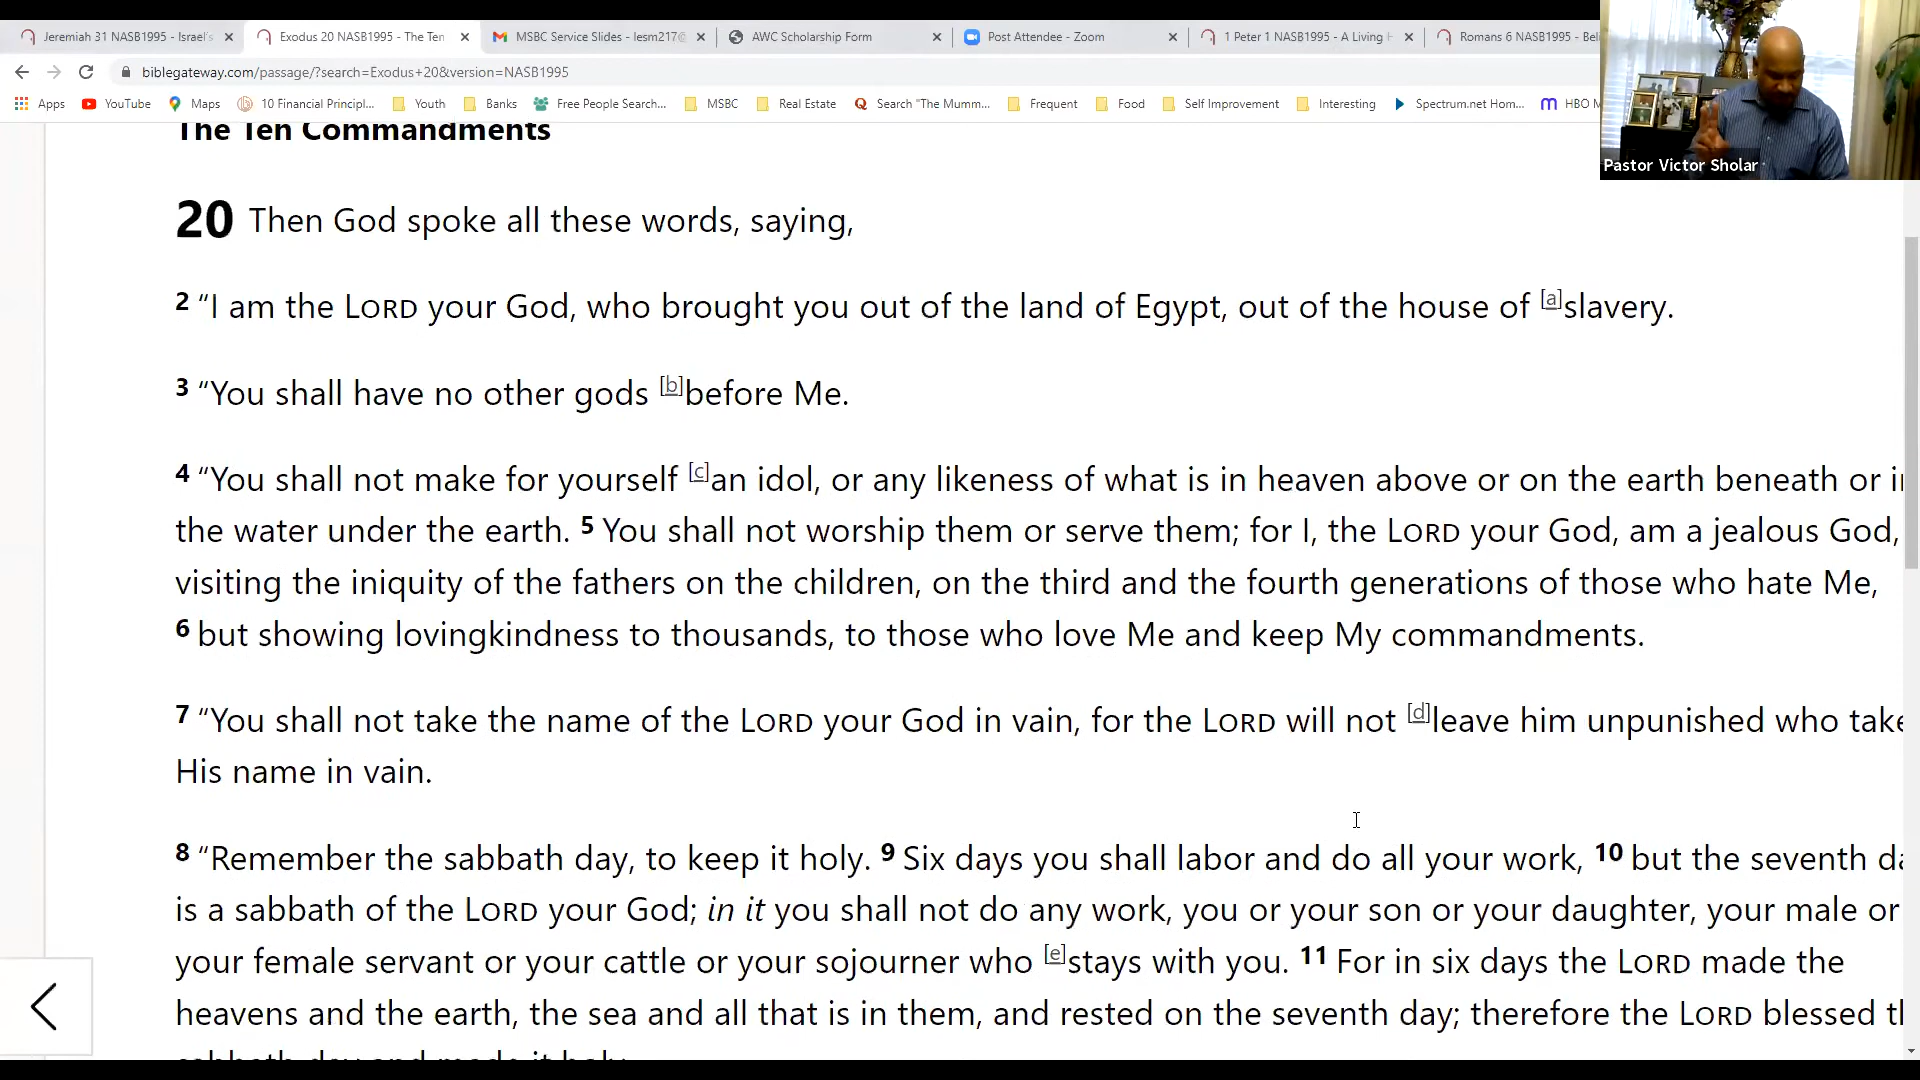 Jeremiah 31 NASB1995 - Israel's
Exodus 20 NASB1995 - The Ten
MSBC Service Slides - lesm217@
AWC Scholarship Form
Post Attendee - Zoom
1 Peter 1 NASB1995 - A Living H
Romans 6 NASB1995 - Beli
biblegateway.com/passage/?search=Exodus+20&version=NASB1995
Apps YouTube Maps 10 Financial Principl... Youth Banks Free People Search... MSBC Real Estate Search "The Mumm... Frequent Food Self Improvement Interesting Spectrum.net Hom... HBO M
Pastor Victor Sholar
The Ten Commandments
20 Then God spoke all these words, saying,
2 “I am the LORD your God, who brought you out of the land of Egypt, out of the house of [a]slavery.
3 “You shall have no other gods [b]before Me.
4 “You shall not make for yourself [c]an idol, or any likeness of what is in heaven above or on the earth beneath or in
the water under the earth. 5 You shall not worship them or serve them; for I, the LORD your God, am a jealous God,
visiting the iniquity of the fathers on the children, on the third and the fourth generations of those who hate Me,
6 but showing lovingkindness to thousands, to those who love Me and keep My commandments.
7 “You shall not take the name of the LORD your God in vain, for the LORD will not [d]leave him unpunished who take
His name in vain.
8 “Remember the sabbath day, to keep it holy. 9 Six days you shall labor and do all your work, 10 but the seventh da
is a sabbath of the LORD your God; in it you shall not do any work, you or your son or your daughter, your male or
your female servant or your cattle or your sojourner who [e]stays with you. 11 For in six days the LORD made the
heavens and the earth, the sea and all that is in them, and rested on the seventh day; therefore the LORD blessed th
sabbath day and made it holy.